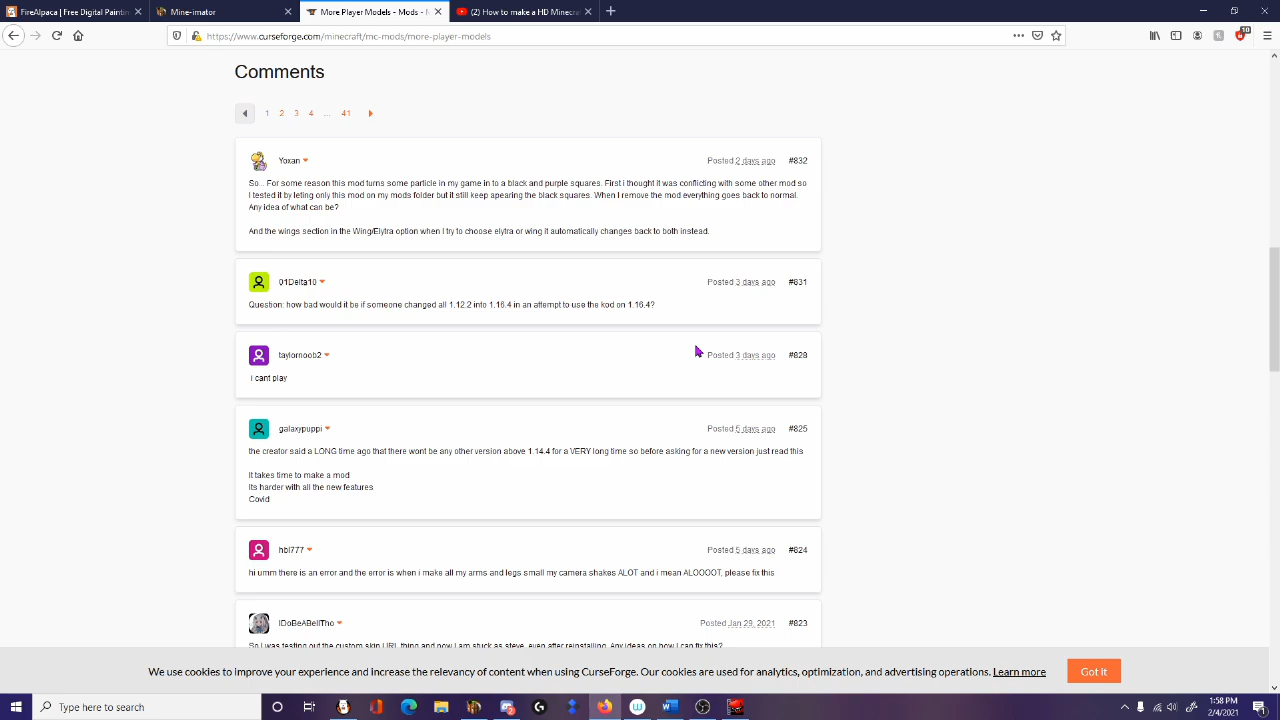 FireAlpaca | Free Digital Paintin
Mine-imator
More Player Models - Mods -
(2) How to make a HD Minecra
https://www.curseforge.com/minecraft/mc-mods/more-player-models
10
Comments
1 2 3 4 ... 41
Yoxan
Posted 2 days ago #832
So... For some reason this mod turns some particle in my game in to a black and purple squares. First i thought it was conflicting with some other mod so
I tested it by leting only this mod on my mods folder but it still keep apearing the black squares. When I remove the mod everything goes back to normal.
Any idea of what can be?
And the wings section in the Wing/Elytra option when I try to choose elytra or wing it automatically changes back to both instead.
01Delta10
Posted 3 days ago #831
Question: how bad would it be if someone changed all 1.12.2 into 1.16.4 in an attempt to use the kod on 1.16.4?
taylornoob2
Posted 3 days ago #828
I cant play
galaxypuppi
Posted 5 days ago #825
the creator said a LONG time ago that there wont be any other version above 1.14.4 for a VERY long time so before asking for a new version just read this
It takes time to make a mod
Its harder with all the new features
Covid
hbl777
Posted 5 days ago #824
hi umm there is an error and the error is when i make all my arms and legs small my camera shakes ALOT and i mean ALOOOOT, please fix this
IDoBeABellTho
Posted Jan 29, 2021 #823
So I was testing out the custom skin URL thing and now I am stuck as steve, even after reinstalling. Any ideas on how I can fix this?
We use cookies to improve your experience and increase the relevancy of content when using CurseForge. Our cookies are used for analytics, optimization, and advertising operations. Learn more
Got it
Type here to search
1:58 PM
2/4/2021